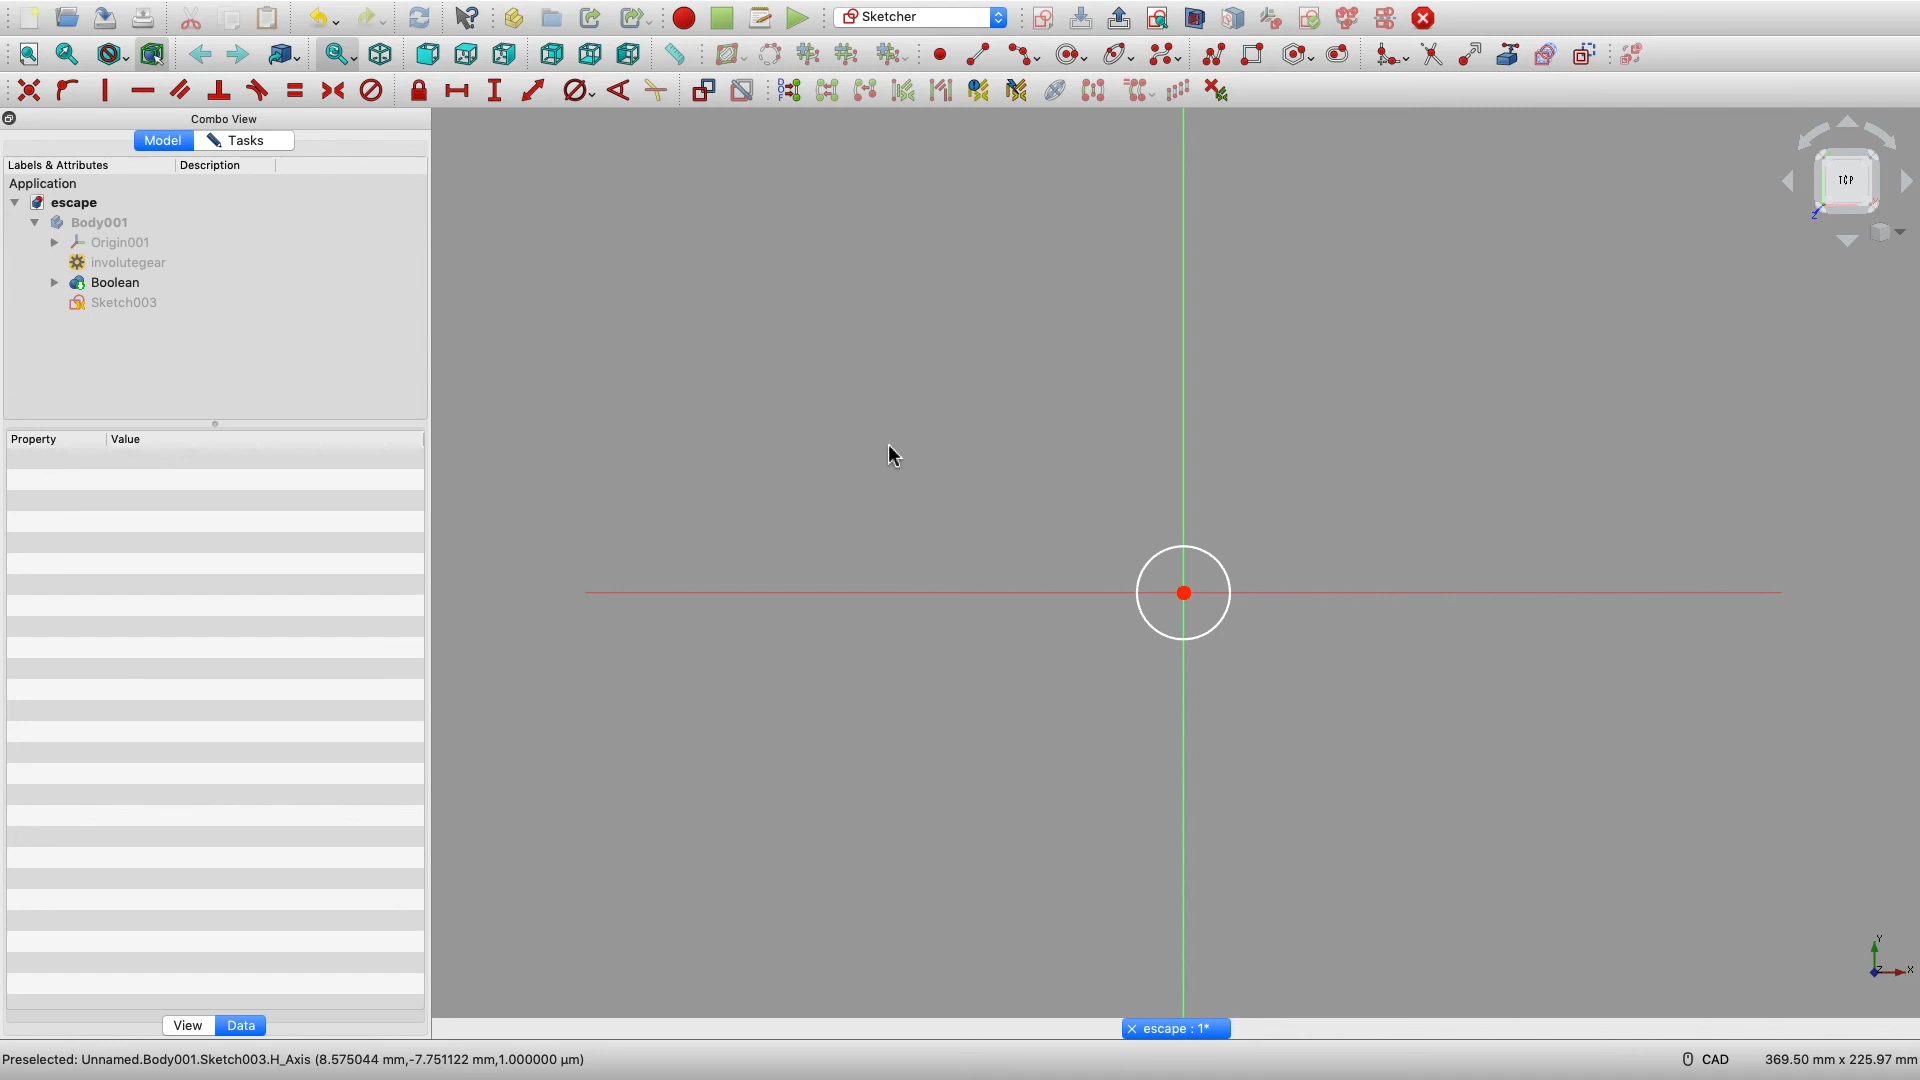 Sketcher
Combo View
Model Tasks
Labels & Attributes Description
Application
escape
Body001
Origin001
involutegear
Boolean
Sketch003
Property Value
View Data
TOP
Z
Y
Z X
escape : 1*
Preselected: Unnamed.Body001.Sketch003.H_Axis (8.575044 mm,-7.751122 mm,1.000000 µm)
CAD 369.50 mm x 225.97 mm